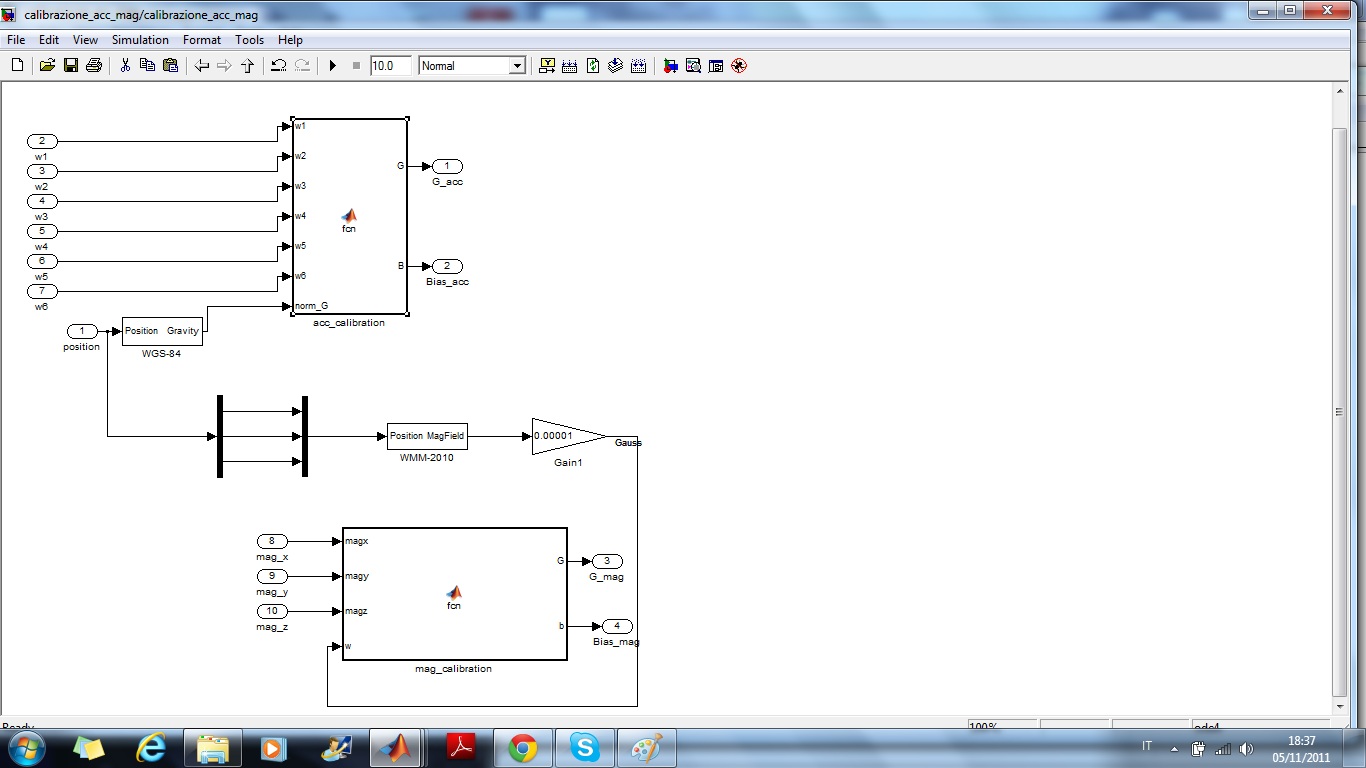 calibrazione_acc_mag/calibrazione_acc_mag
File Edit View Simulation Format Tools Help
10.0 Normal
2
w1
3
w2
4
w3
5
w4
6
w5
7
w6
1
position
w1
w2
w3
w4
w5
w6
norm_G
fcn
G
B
acc_calibration
1
G_acc
2
Bias_acc
Position Gravity
WGS-84
Position MagField
WMM-2010
0.00001
Gain1
Gauss
8
mag_x
9
mag_y
10
mag_z
magx
magy
magz
w
fcn
G
b
mag_calibration
3
G_mag
4
Bias_mag
Ready 100% ode4
IT
18:37
05/11/2011